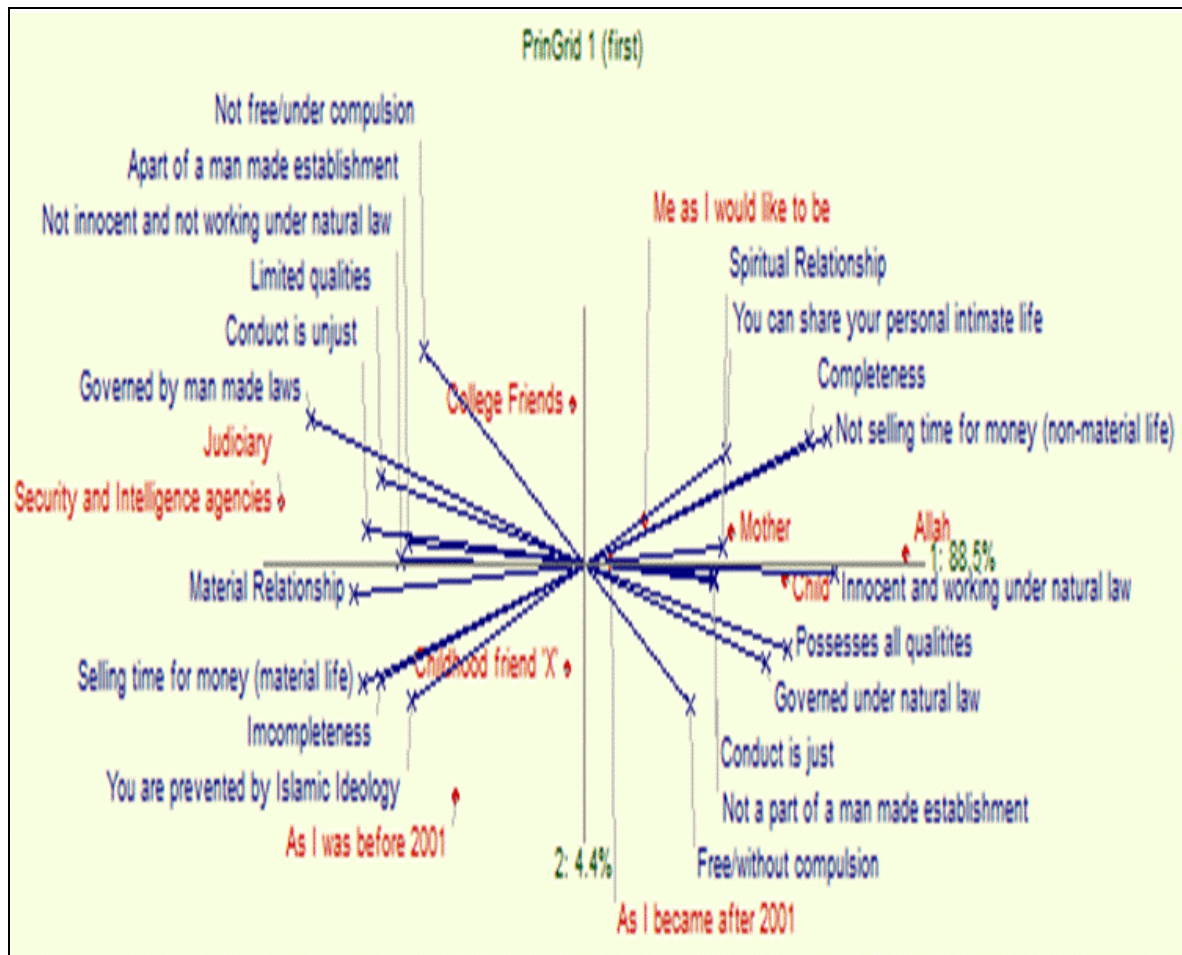 PrinGrid 1 (first)
Not free/under compulsion
Apart of a man made establishment
Me as I would like to be
Not innocent and not working under natural law
Spiritual Relationship
Limited qualities
You can share your personal intimate life
Conduct is unjust
Completeness
Governed by man made laws
College Friends
Not selling time for money (non-material life)
Judiciary
Security and Intelligence agencies
Mother
Allah
1: 88,5%
Material Relationship
Child
Innocent and working under natural law
Possesses all qualitites
Selling time for money (material life)
Childhood friend 'X'
Governed under natural law
Imcompleteness
Conduct is just
You are prevented by Islamic Ideology
Not a part of a man made establishment
As I was before 2001
2: 4.4%
Free/without compulsion
As I became after 2001